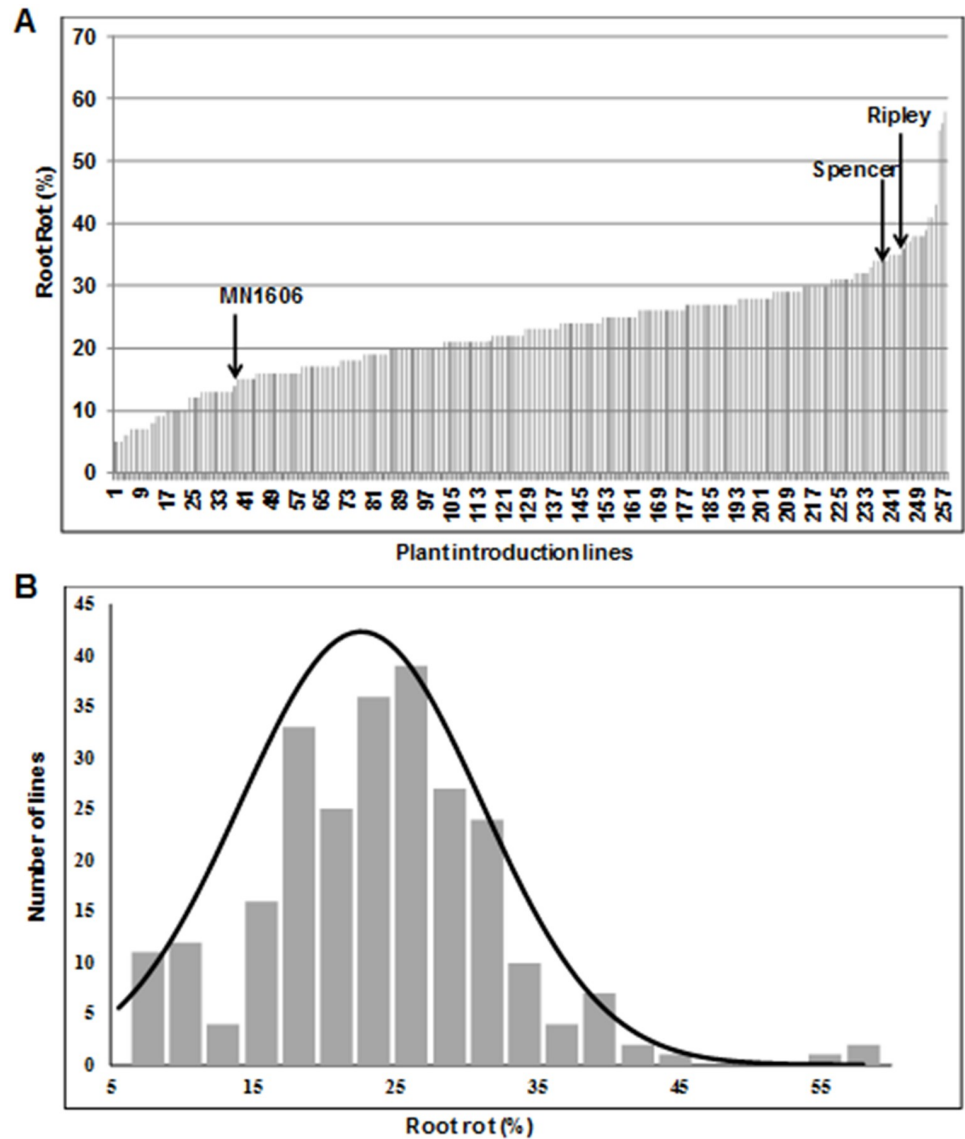 A
70
60
50
40
30
20
10
0
Root Rot (%)
MN1606
Spencer
Ripley
1 9 17 25 33 41 49 57 65 73 81 89 97 105 113 121 129 137 145 153 161 169 177 185 193 201 209 217 225 233 241 249 257
Plant introduction lines
B
45
40
35
30
25
20
15
10
5
0
Number of lines
5 15 25 35 45 55
Root rot (%)